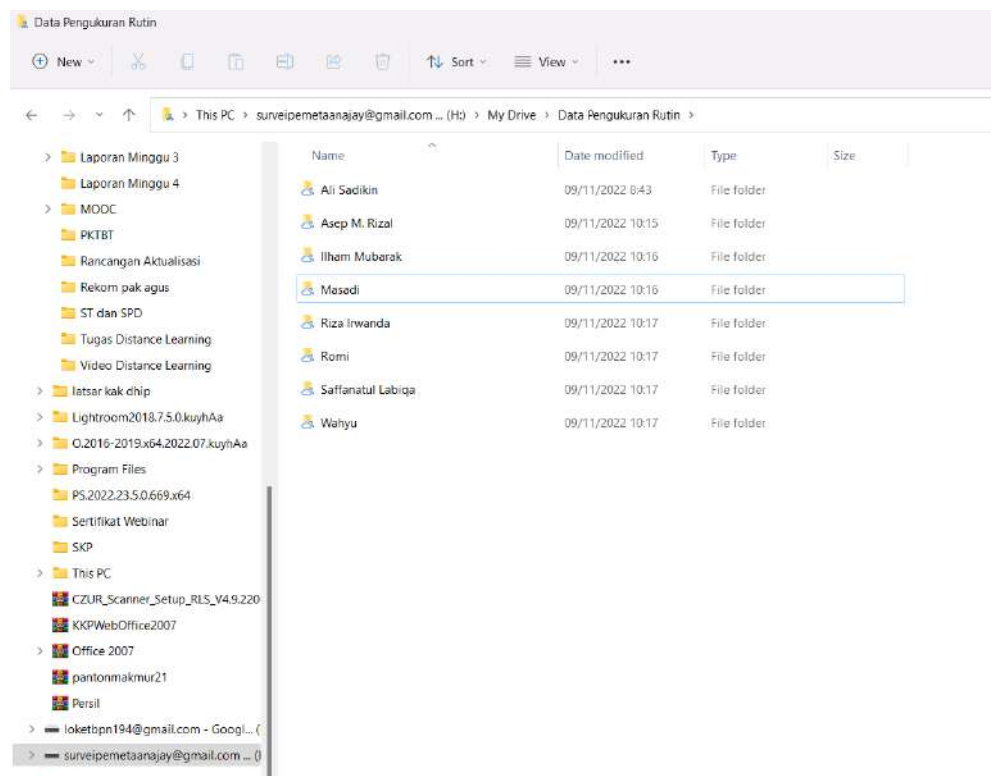 Data Pengukuran Rutin
New
Sort
View
This PC > surveipemetaanajay@gmail.com ... (H:) > My Drive > Data Pengukuran Rutin >
Laporan Minggu 3
Laporan Minggu 4
MOOC
PKTBT
Rancangan Aktualisasi
Rekom pak agus
ST dan SPD
Tugas Distance Learning
Video Distance Learning
latsar kak dhip
Lightroom2018.7.5.0.kuyhAa
O.2016-2019.x64.2022.07.kuyhAa
Program Files
PS.2022.23.5.0.669.x64
Sertifikat Webinar
SKP
This PC
CZUR_Scanner_Setup_RLS_V4.9.220
KKPWebOffice2007
Office 2007
pantonmakmur21
Persil
loketbpn194@gmail.com - Googl... (
surveipemetaanajay@gmail.com ... (I
Name Date modified Type Size
Ali Sadikin 09/11/2022 8:43 File folder
Asep M. Rizal 09/11/2022 10:15 File folder
Ilham Mubarak 09/11/2022 10:16 File folder
Masadi 09/11/2022 10:16 File folder
Riza Irwanda 09/11/2022 10:17 File folder
Romi 09/11/2022 10:17 File folder
Saffanatul Labiqa 09/11/2022 10:17 File folder
Wahyu 09/11/2022 10:17 File folder